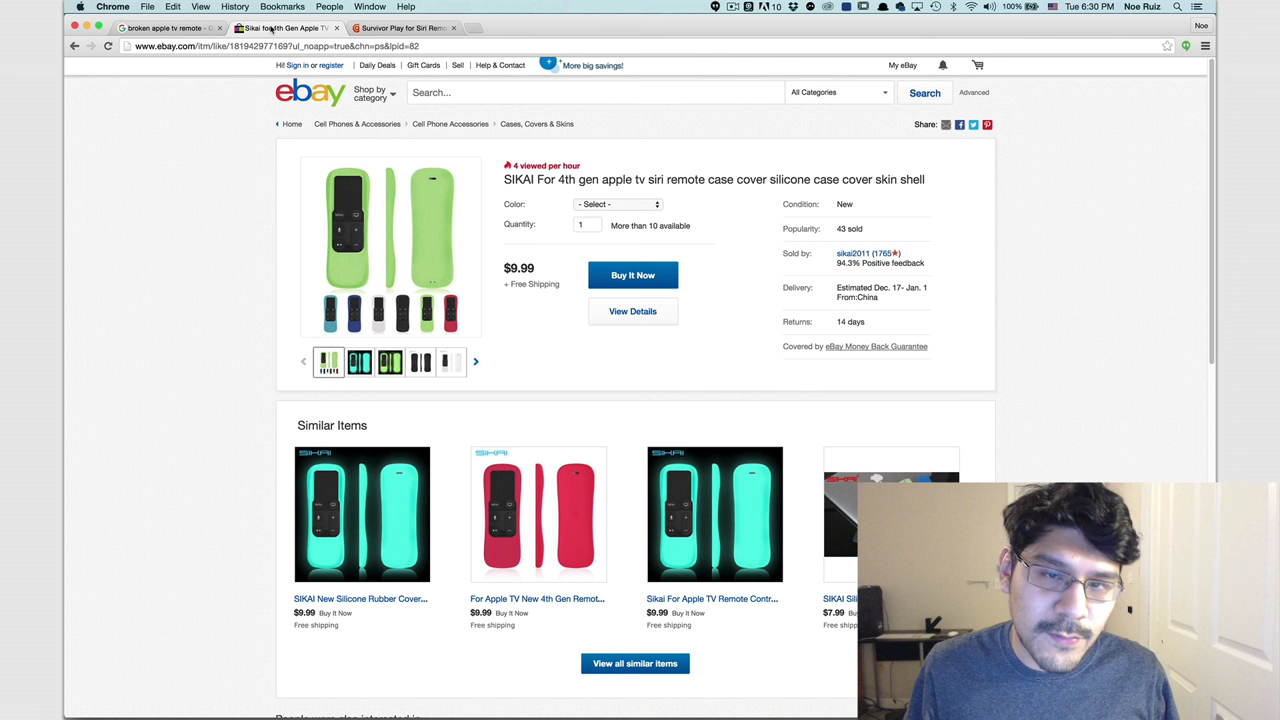 Chrome File Edit View History Bookmarks People Window Help 10 4 100% Tue 6:30 PM Noe Ruiz
broken apple tv remote - G Sikai for 4th Gen Apple TV Survivor Play for Siri Remo Noe
www.ebay.com/itm/like/181942977169?ul_noapp=true&chn=ps&lpid=82
Hi! Sign in or register Daily Deals Gift Cards Sell Help & Contact More big savings! My eBay
ebay Shop by category Search... All Categories Search Advanced
Home Cell Phones & Accessories Cell Phone Accessories Cases, Covers & Skins Share:
4 viewed per hour
SIKAI For 4th gen apple tv siri remote case cover silicone case cover skin shell
Color: - Select - Condition: New
Quantity: 1 More than 10 available Popularity: 43 sold
Sold by: sikai2011 (1765)
94.3% Positive feedback
$9.99 Buy It Now
+ Free Shipping
Delivery: Estimated Dec. 17- Jan. 1
From:China
View Details Returns: 14 days
Covered by eBay Money Back Guarantee
Similar Items
SIKAI SIKAI SIKAI
SIKAI New Silicone Rubber Cover... For Apple TV New 4th Gen Remot... Sikai For Apple TV Remote Contr... SIKAI Sil
$9.99 Buy It Now $9.99 Buy It Now $9.99 Buy It Now $7.99 Bu
Free shipping Free shipping Free shipping Free
View all similar items